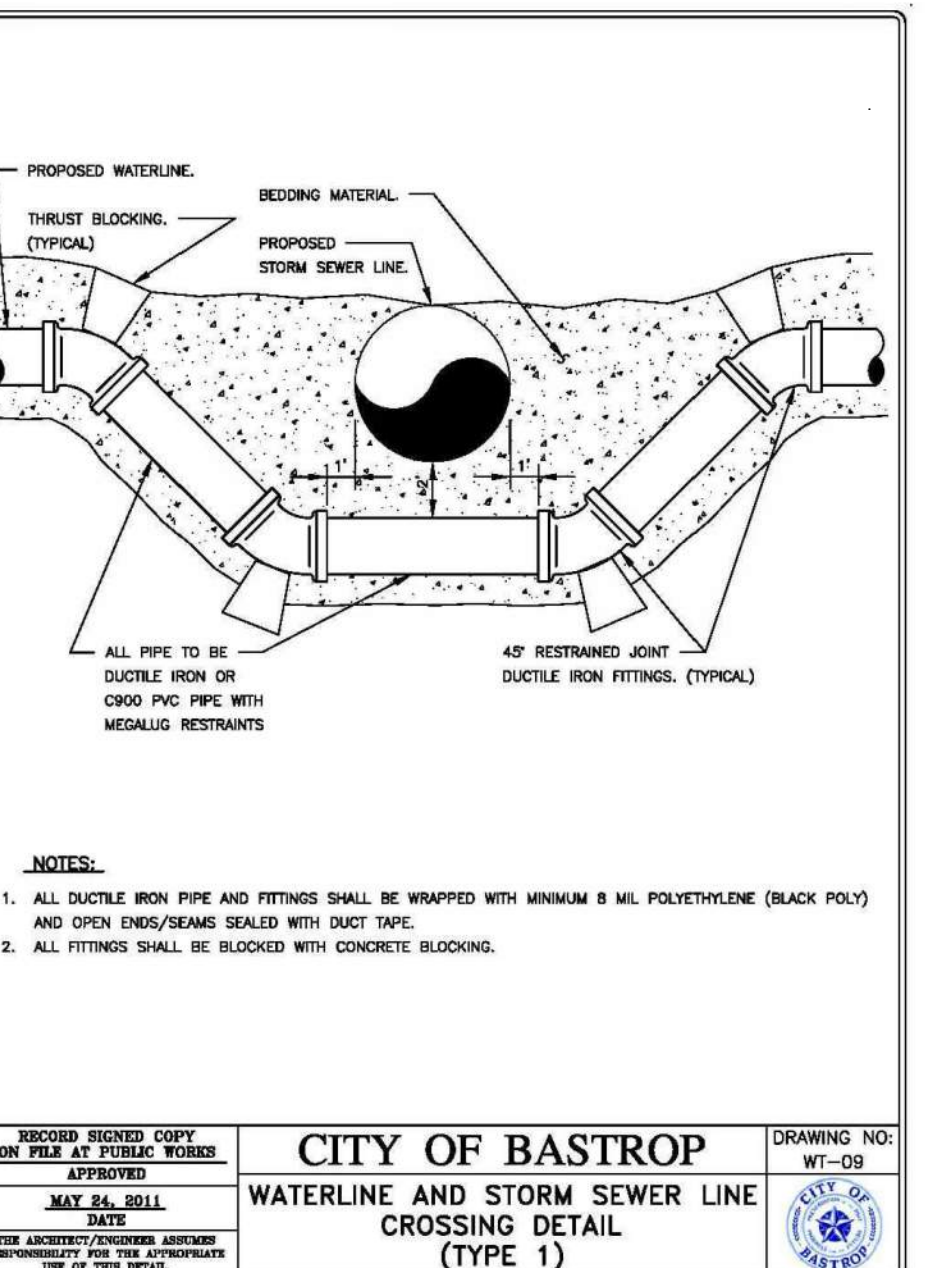 PROPOSED WATERLINE.
THRUST BLOCKING.
(TYPICAL)
BEDDING MATERIAL.
PROPOSED
STORM SEWER LINE.
1'
1'
2'
ALL PIPE TO BE
DUCTILE IRON OR
C900 PVC PIPE WITH
MEGALUG RESTRAINTS
45° RESTRAINED JOINT
DUCTILE IRON FITTINGS. (TYPICAL)
NOTES:
1. ALL DUCTILE IRON PIPE AND FITTINGS SHALL BE WRAPPED WITH MINIMUM 8 MIL POLYETHYLENE (BLACK POLY)
AND OPEN ENDS/SEAMS SEALED WITH DUCT TAPE.
2. ALL FITTINGS SHALL BE BLOCKED WITH CONCRETE BLOCKING.
RECORD SIGNED COPY
ON FILE AT PUBLIC WORKS
APPROVED
MAY 24, 2011
DATE
THE ARCHITECT/ENGINEER ASSUMES
RESPONSIBILITY FOR THE APPROPRIATE
USE OF THIS DETAIL
CITY OF BASTROP
WATERLINE AND STORM SEWER LINE
CROSSING DETAIL
(TYPE 1)
DRAWING NO:
WT-09
CITY OF
BASTROP